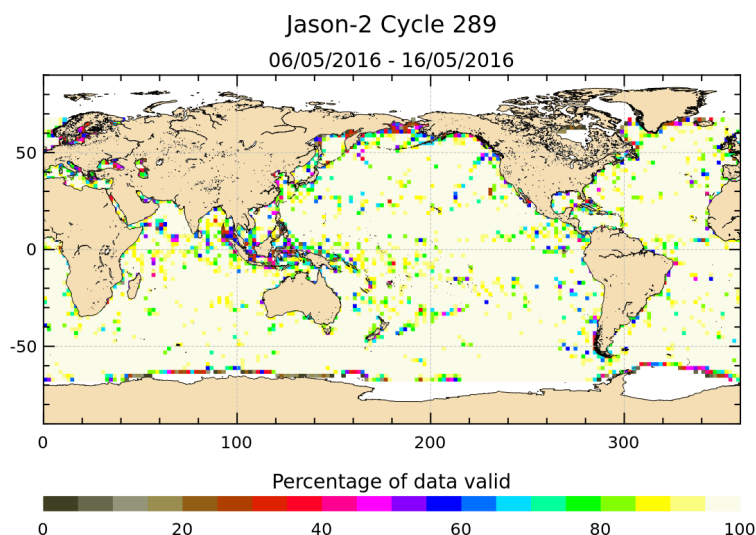 Jason-2 Cycle 289
06/05/2016 - 16/05/2016
50
0
-50
0 100 200 300
Percentage of data valid
0 20 40 60 80 100